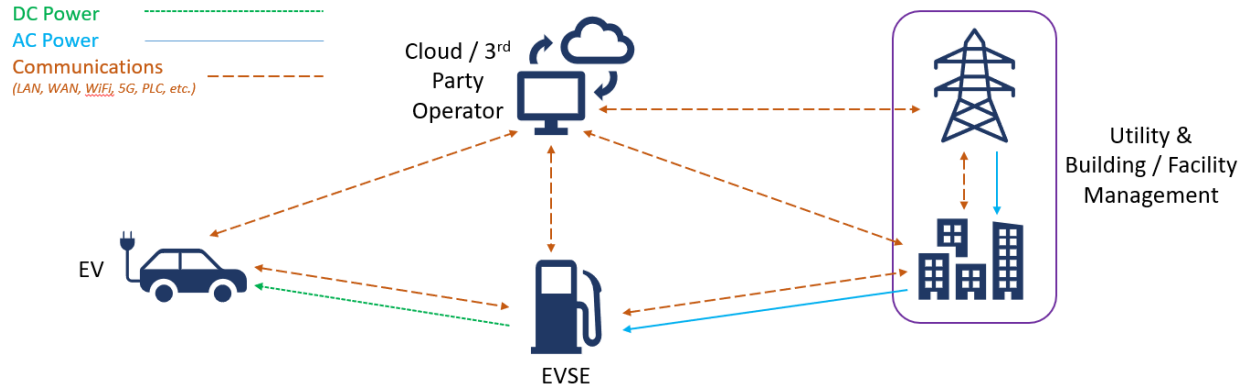 DC Power
AC Power
Communications
(LAN, WAN, WiFi, 5G, PLC, etc.)
Cloud / 3rd
Party
Operator
Utility &
Building / Facility
Management
EV
EVSE